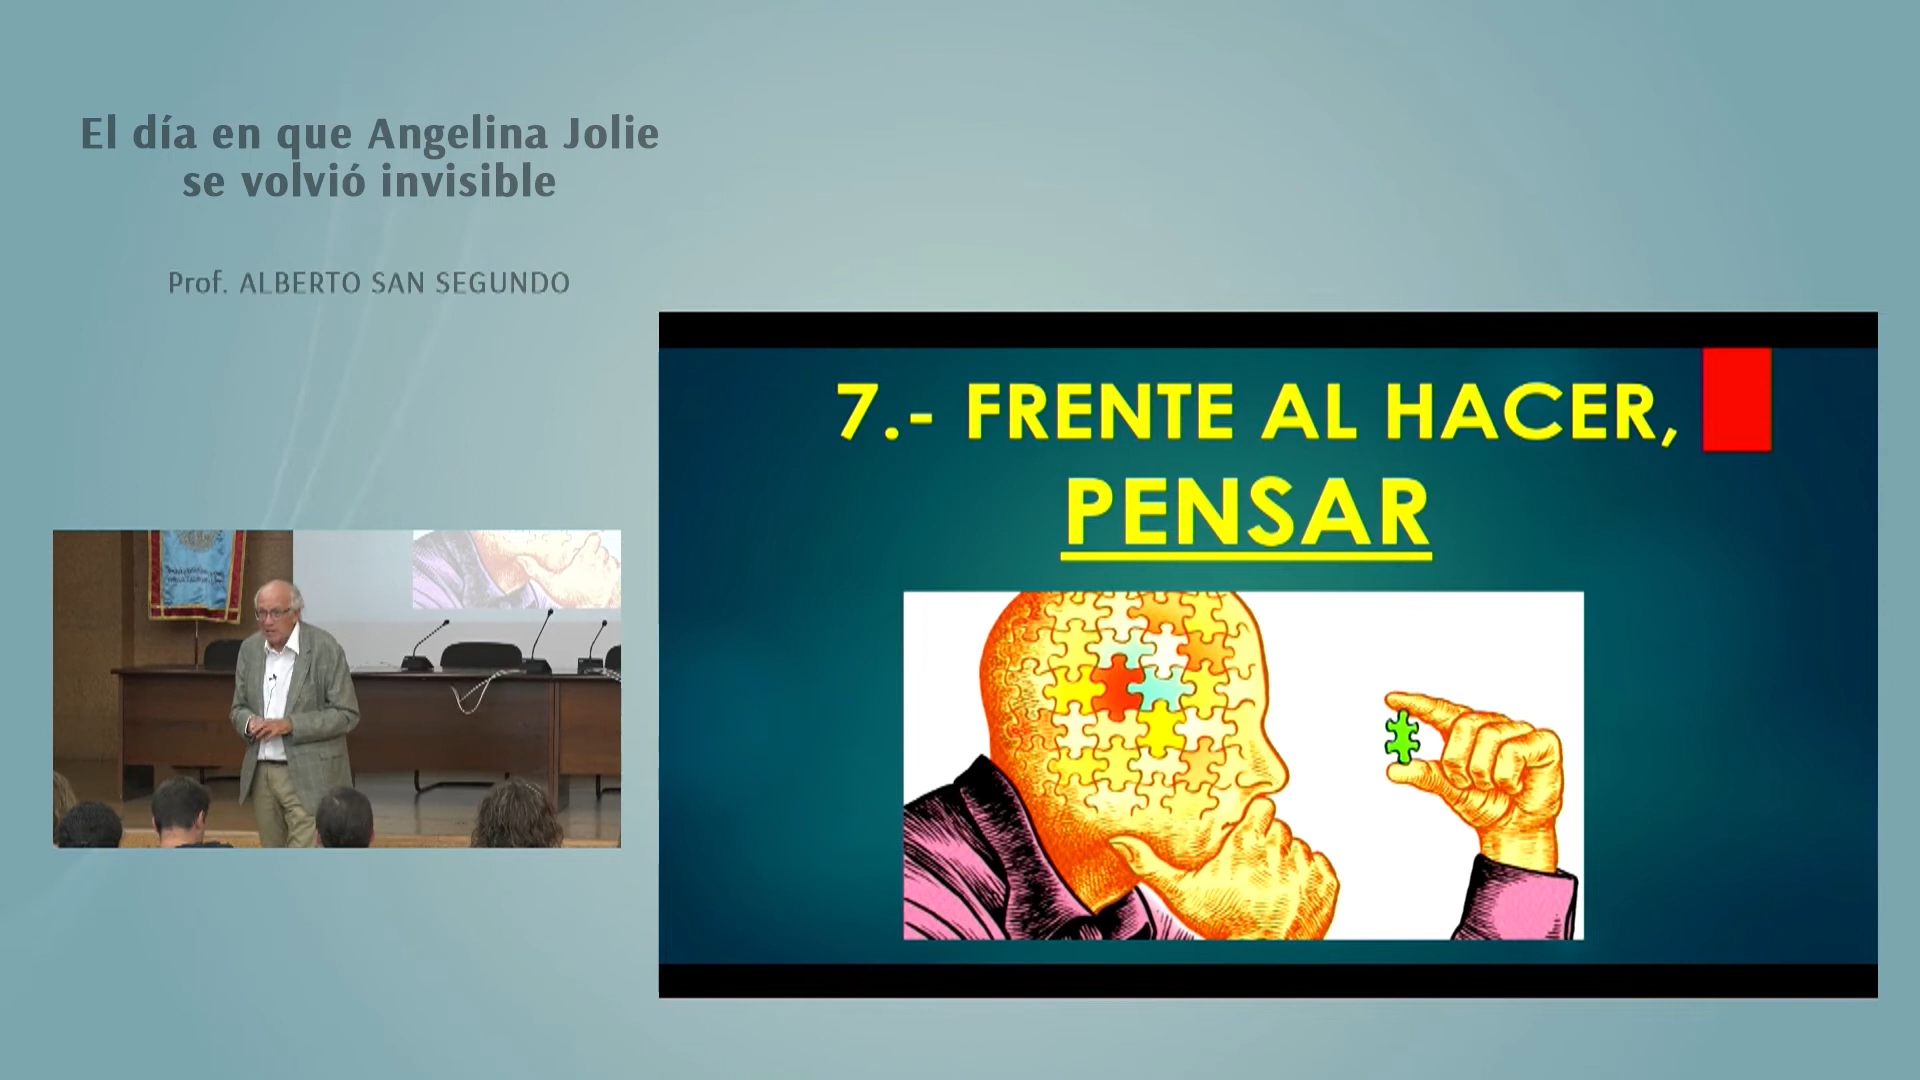 El día en que Angelina Jolie
se volvió invisible
Prof. ALBERTO SAN SEGUNDO
7.- FRENTE AL HACER,
PENSAR